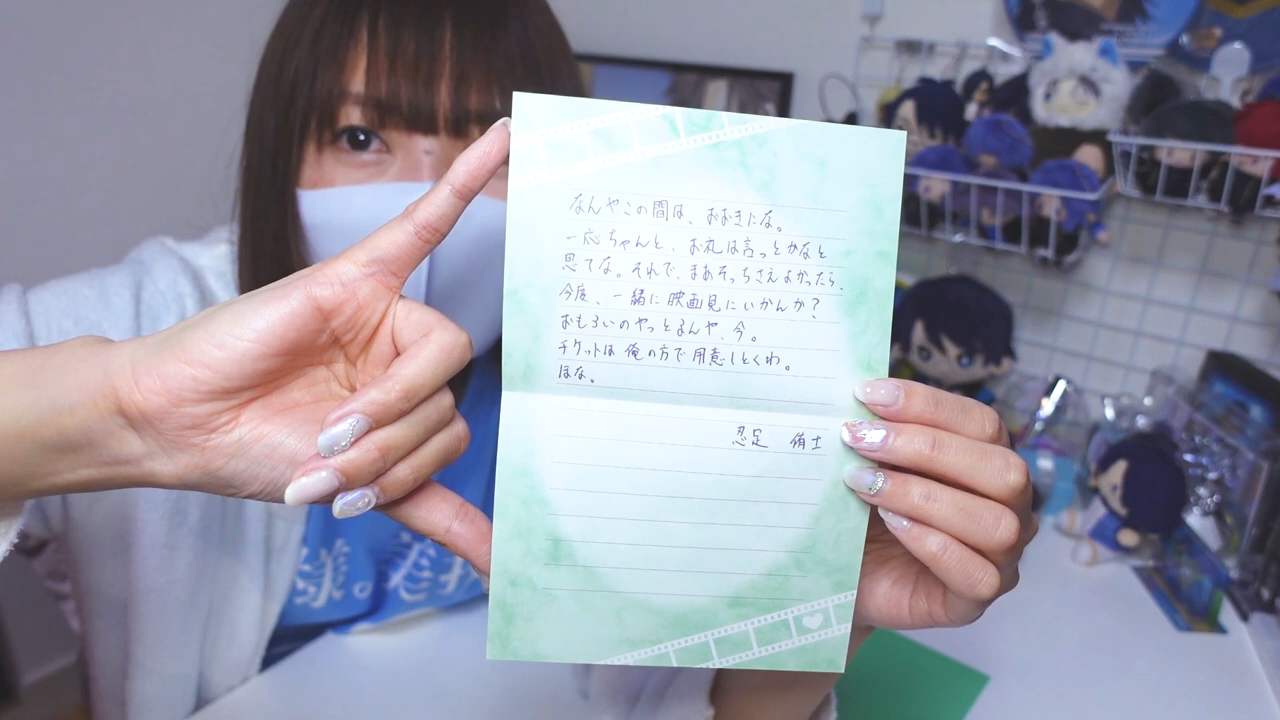 なんやこの間は、おおきにな。
一応ちゃんと、お礼は言っとかなと
思てな。それで、まあそっちさえよかったら、
今度、一緒に映画見にいかんか?
おもろいのやっとるんや、今。
チケットは俺の方で用意しとくわ。
ほな。
忍足 侑士
様。